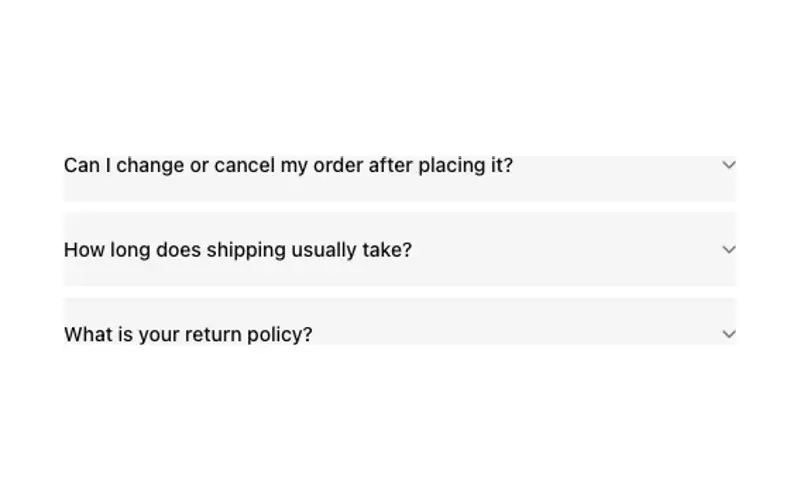 Can I change or cancel my order after placing it?
How long does shipping usually take?
What is your return policy?